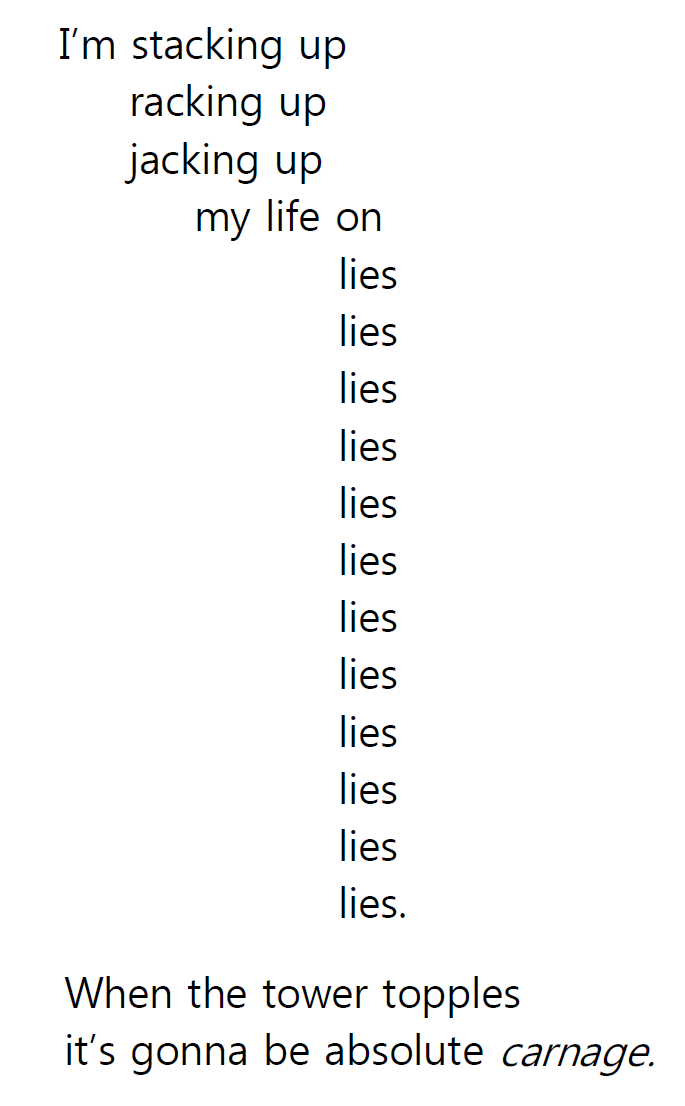 I’m stacking up
racking up
jacking up
my life on
lies
lies
lies
lies
lies
lies
lies
lies
lies
lies
lies
lies.
When the tower topples
it’s gonna be absolute carnage.